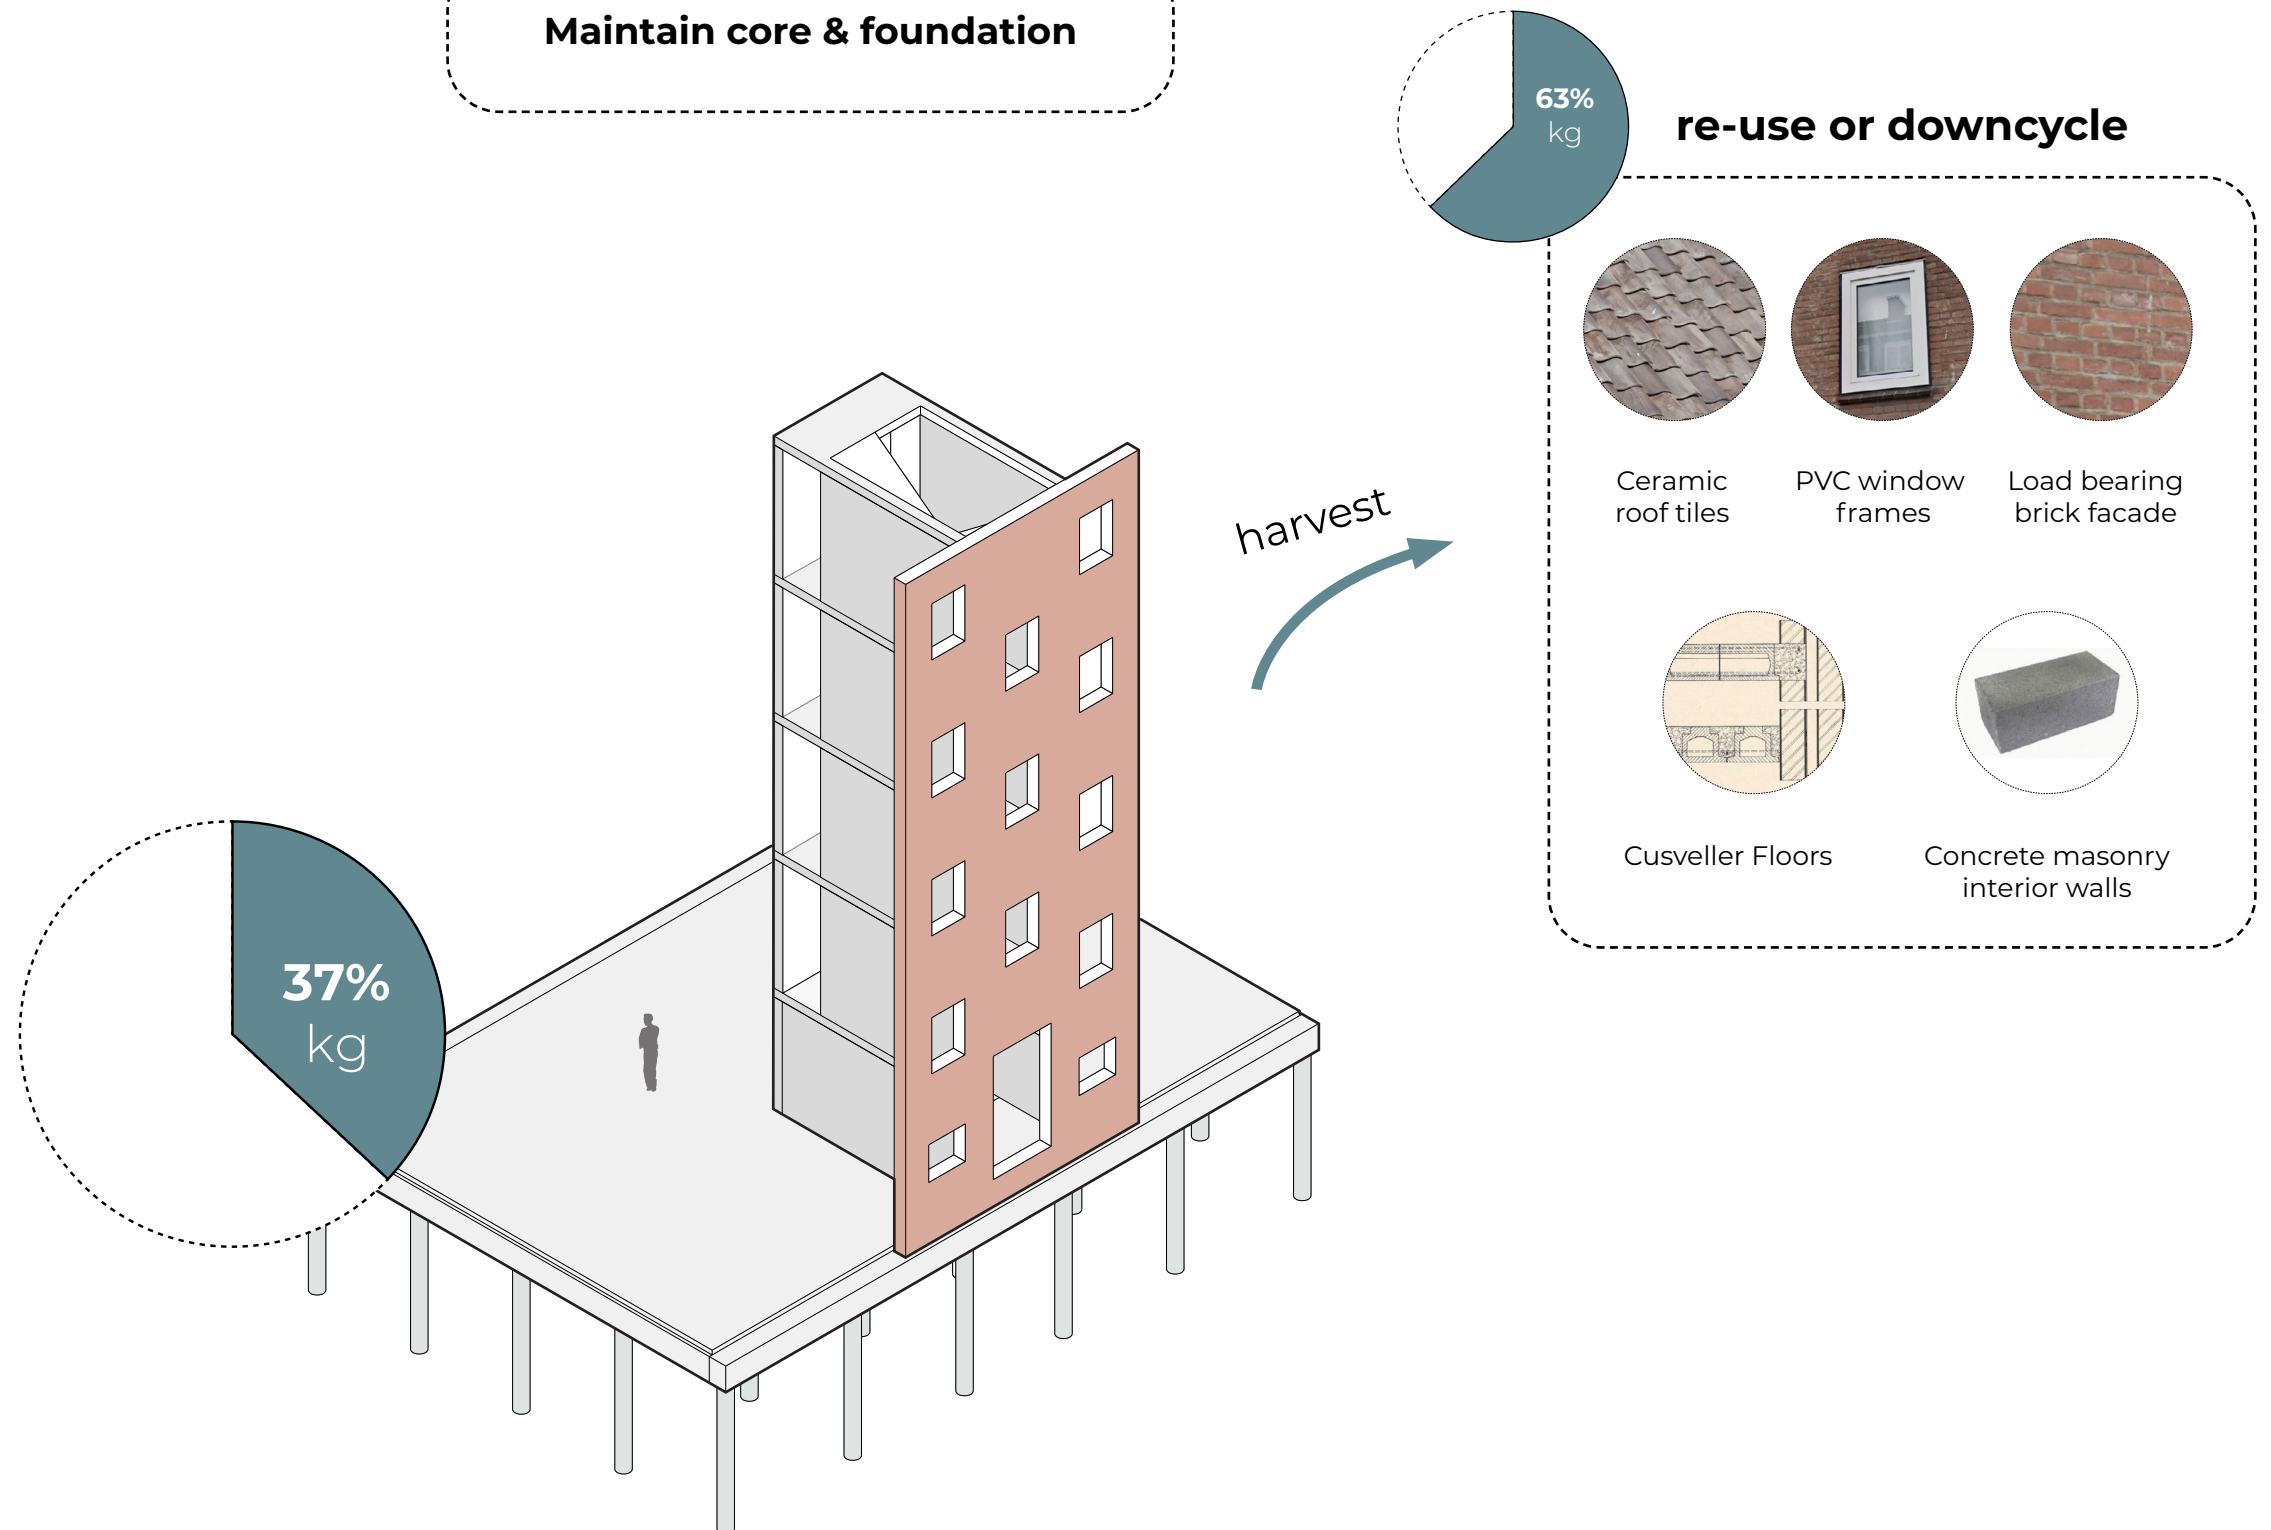 Maintain core & foundation
63%
kg
re-use or downcycle
Ceramic
roof tiles
PVC window
frames
Load bearing
brick facade
harvest
Cusveller Floors
Concrete masonry
interior walls
37%
kg